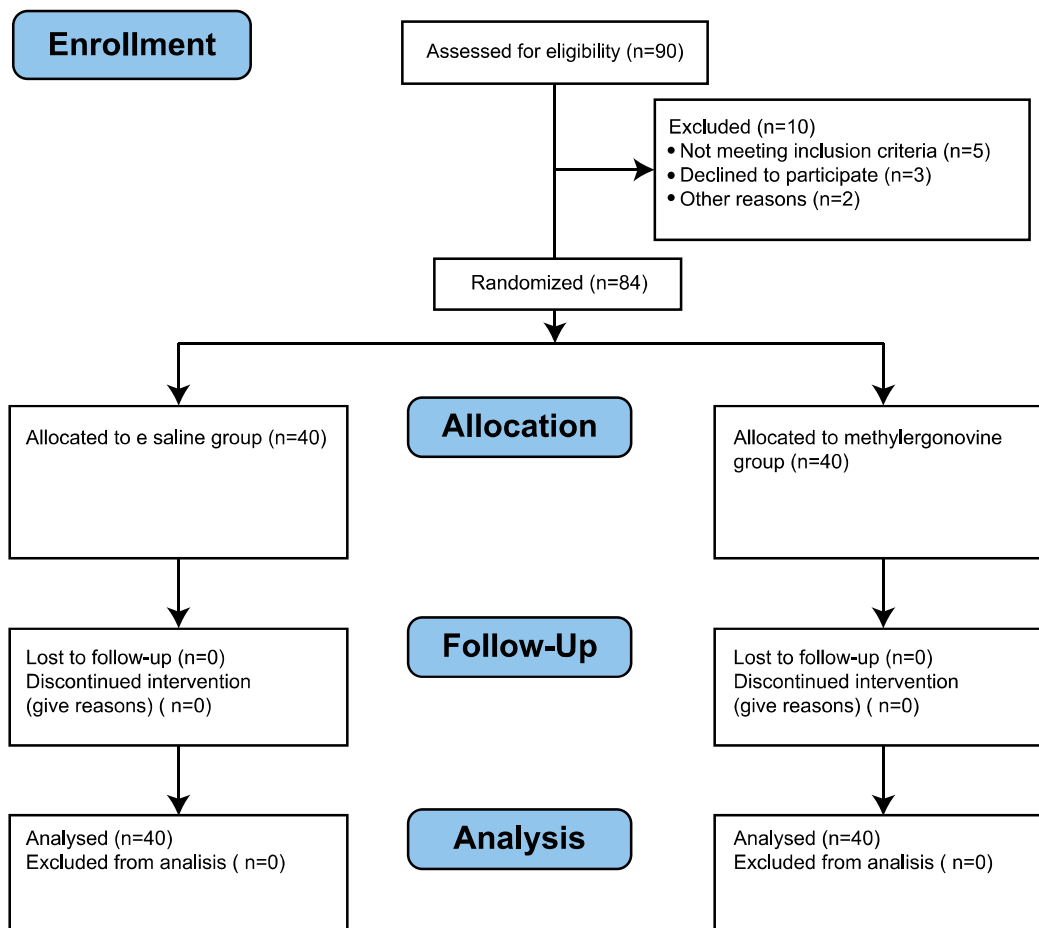 Enrollment
Assessed for eligibility (n=90)
Excluded (n=10)
• Not meeting inclusion criteria (n=5)
• Declined to participate (n=3)
• Other reasons (n=2)
Randomized (n=84)
Allocation
Allocated to e saline group (n=40)
Allocated to methylergonovine
group (n=40)
Follow-Up
Lost to follow-up (n=0)
Discontinued intervention
(give reasons) ( n=0)
Lost to follow-up (n=0)
Discontinued intervention
(give reasons) ( n=0)
Analysis
Analysed (n=40)
Excluded from analisis ( n=0)
Analysed (n=40)
Excluded from analisis ( n=0)